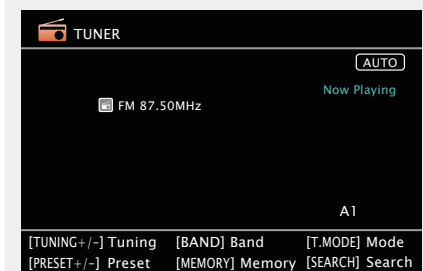 TUNER
AUTO
Now Playing
FM 87.50MHz
A1
[TUNING+/-] Tuning [BAND] Band [T.MODE] Mode
[PRESET+/-] Preset [MEMORY] Memory [SEARCH] Search